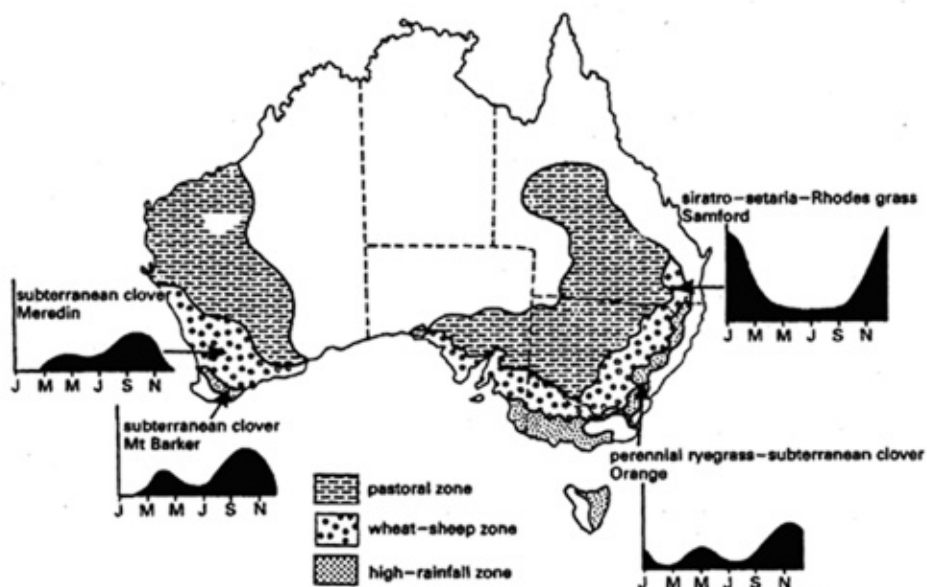 siratro-setaria-Rhodes grass
Samford
J M M J S N
subterranean clover
Meredin
J M M J S N
subterranean clover
Mt Barker
J M M J S N
perennial ryegrass-subterranean clover
Orange
J M M J S N
pastoral zone
wheat-sheep zone
high-rainfall zone